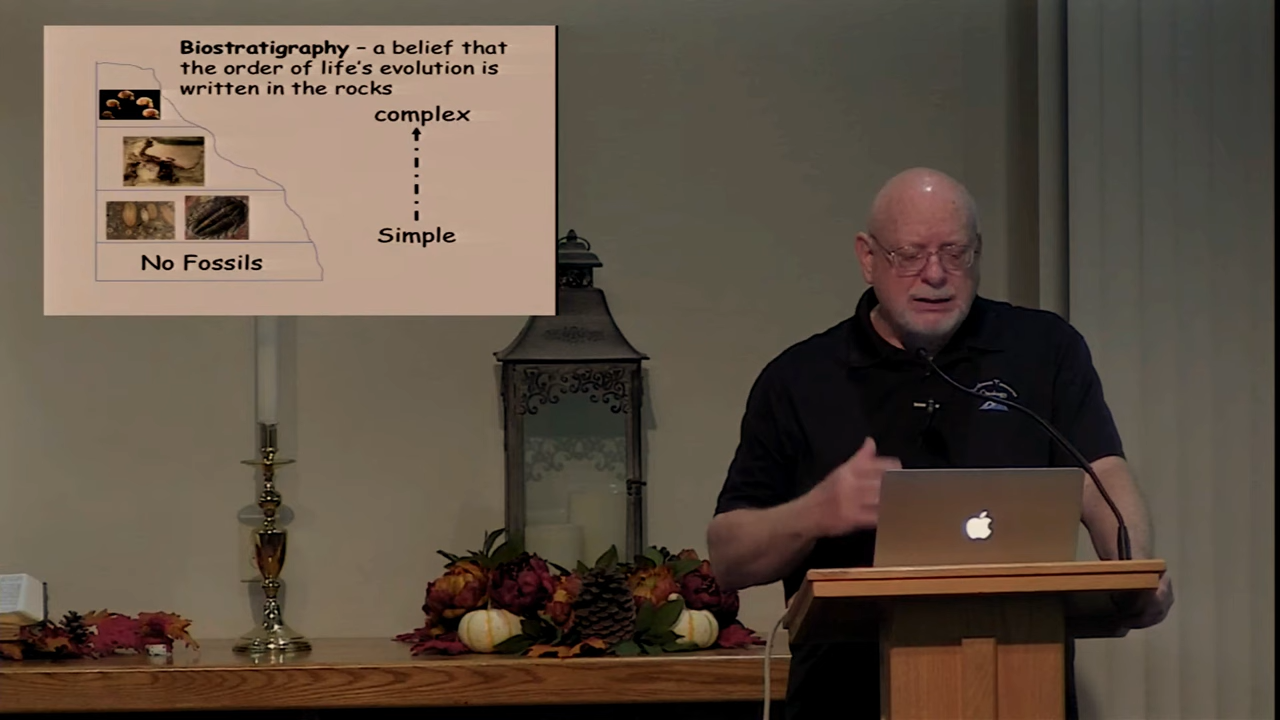 Biostratigraphy – a belief that
the order of life's evolution is
written in the rocks
complex
Simple
No Fossils